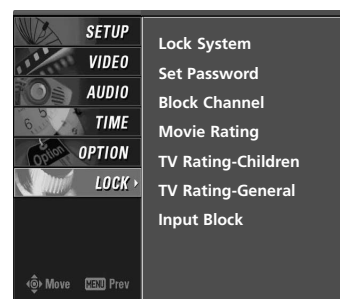 SETUP
VIDEO
AUDIO
TIME
OPTION
LOCK
Lock System
Set Password
Block Channel
Movie Rating
TV Rating-Children
TV Rating-General
Input Block
Move MENU Prev